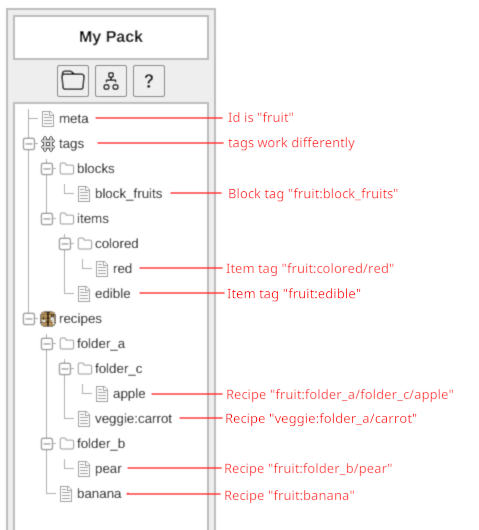 My Pack
?
meta Id is "fruit"
tags tags work differently
blocks
block_fruits Block tag "fruit:block_fruits"
items
colored
red Item tag "fruit:colored/red"
edible Item tag "fruit:edible"
recipes
folder_a
folder_c
apple Recipe "fruit:folder_a/folder_c/apple"
veggie:carrot Recipe "veggie:folder_a/carrot"
folder_b
pear Recipe "fruit:folder_b/pear"
banana Recipe "fruit:banana"